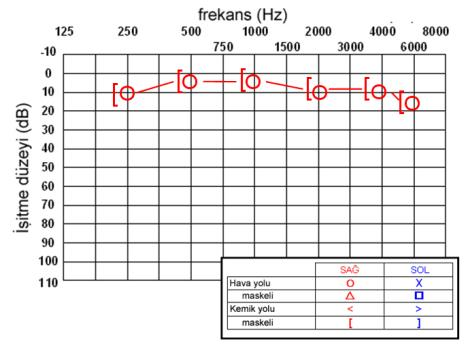 frekans (Hz)
125 250 500 1000 2000 4000 8000
750 1500 3000 6000
-10
0
10
20
30
40
50
60
70
80
90
100
110
İşitme düzeyi (dB)
SAĞ SOL
Hava yolu O X
maskeli △ □
Kemik yolu < >
maskeli [ ]